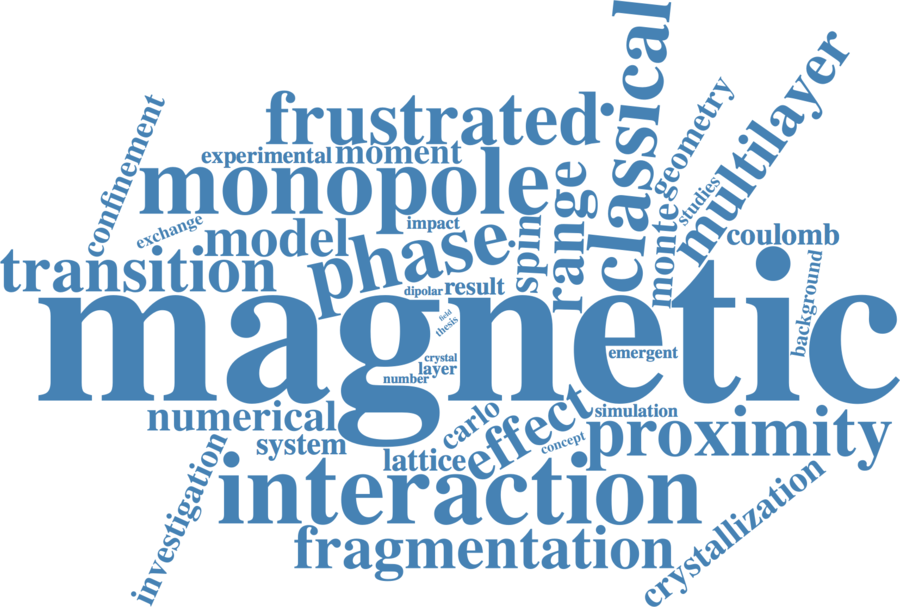 classical
multilayer
geometry
frustrated
confinement
experimental
moment
monopole
range
studies
monte
impact
exchange
model
spin
coulomb
phase
transition
dipolar
result
background
magnetic
field
thesis
emergent
crystal
layer
number
numerical
carlo
effect
simulation
system
concept
proximity
lattice
investigation
interaction
crystallization
fragmentation